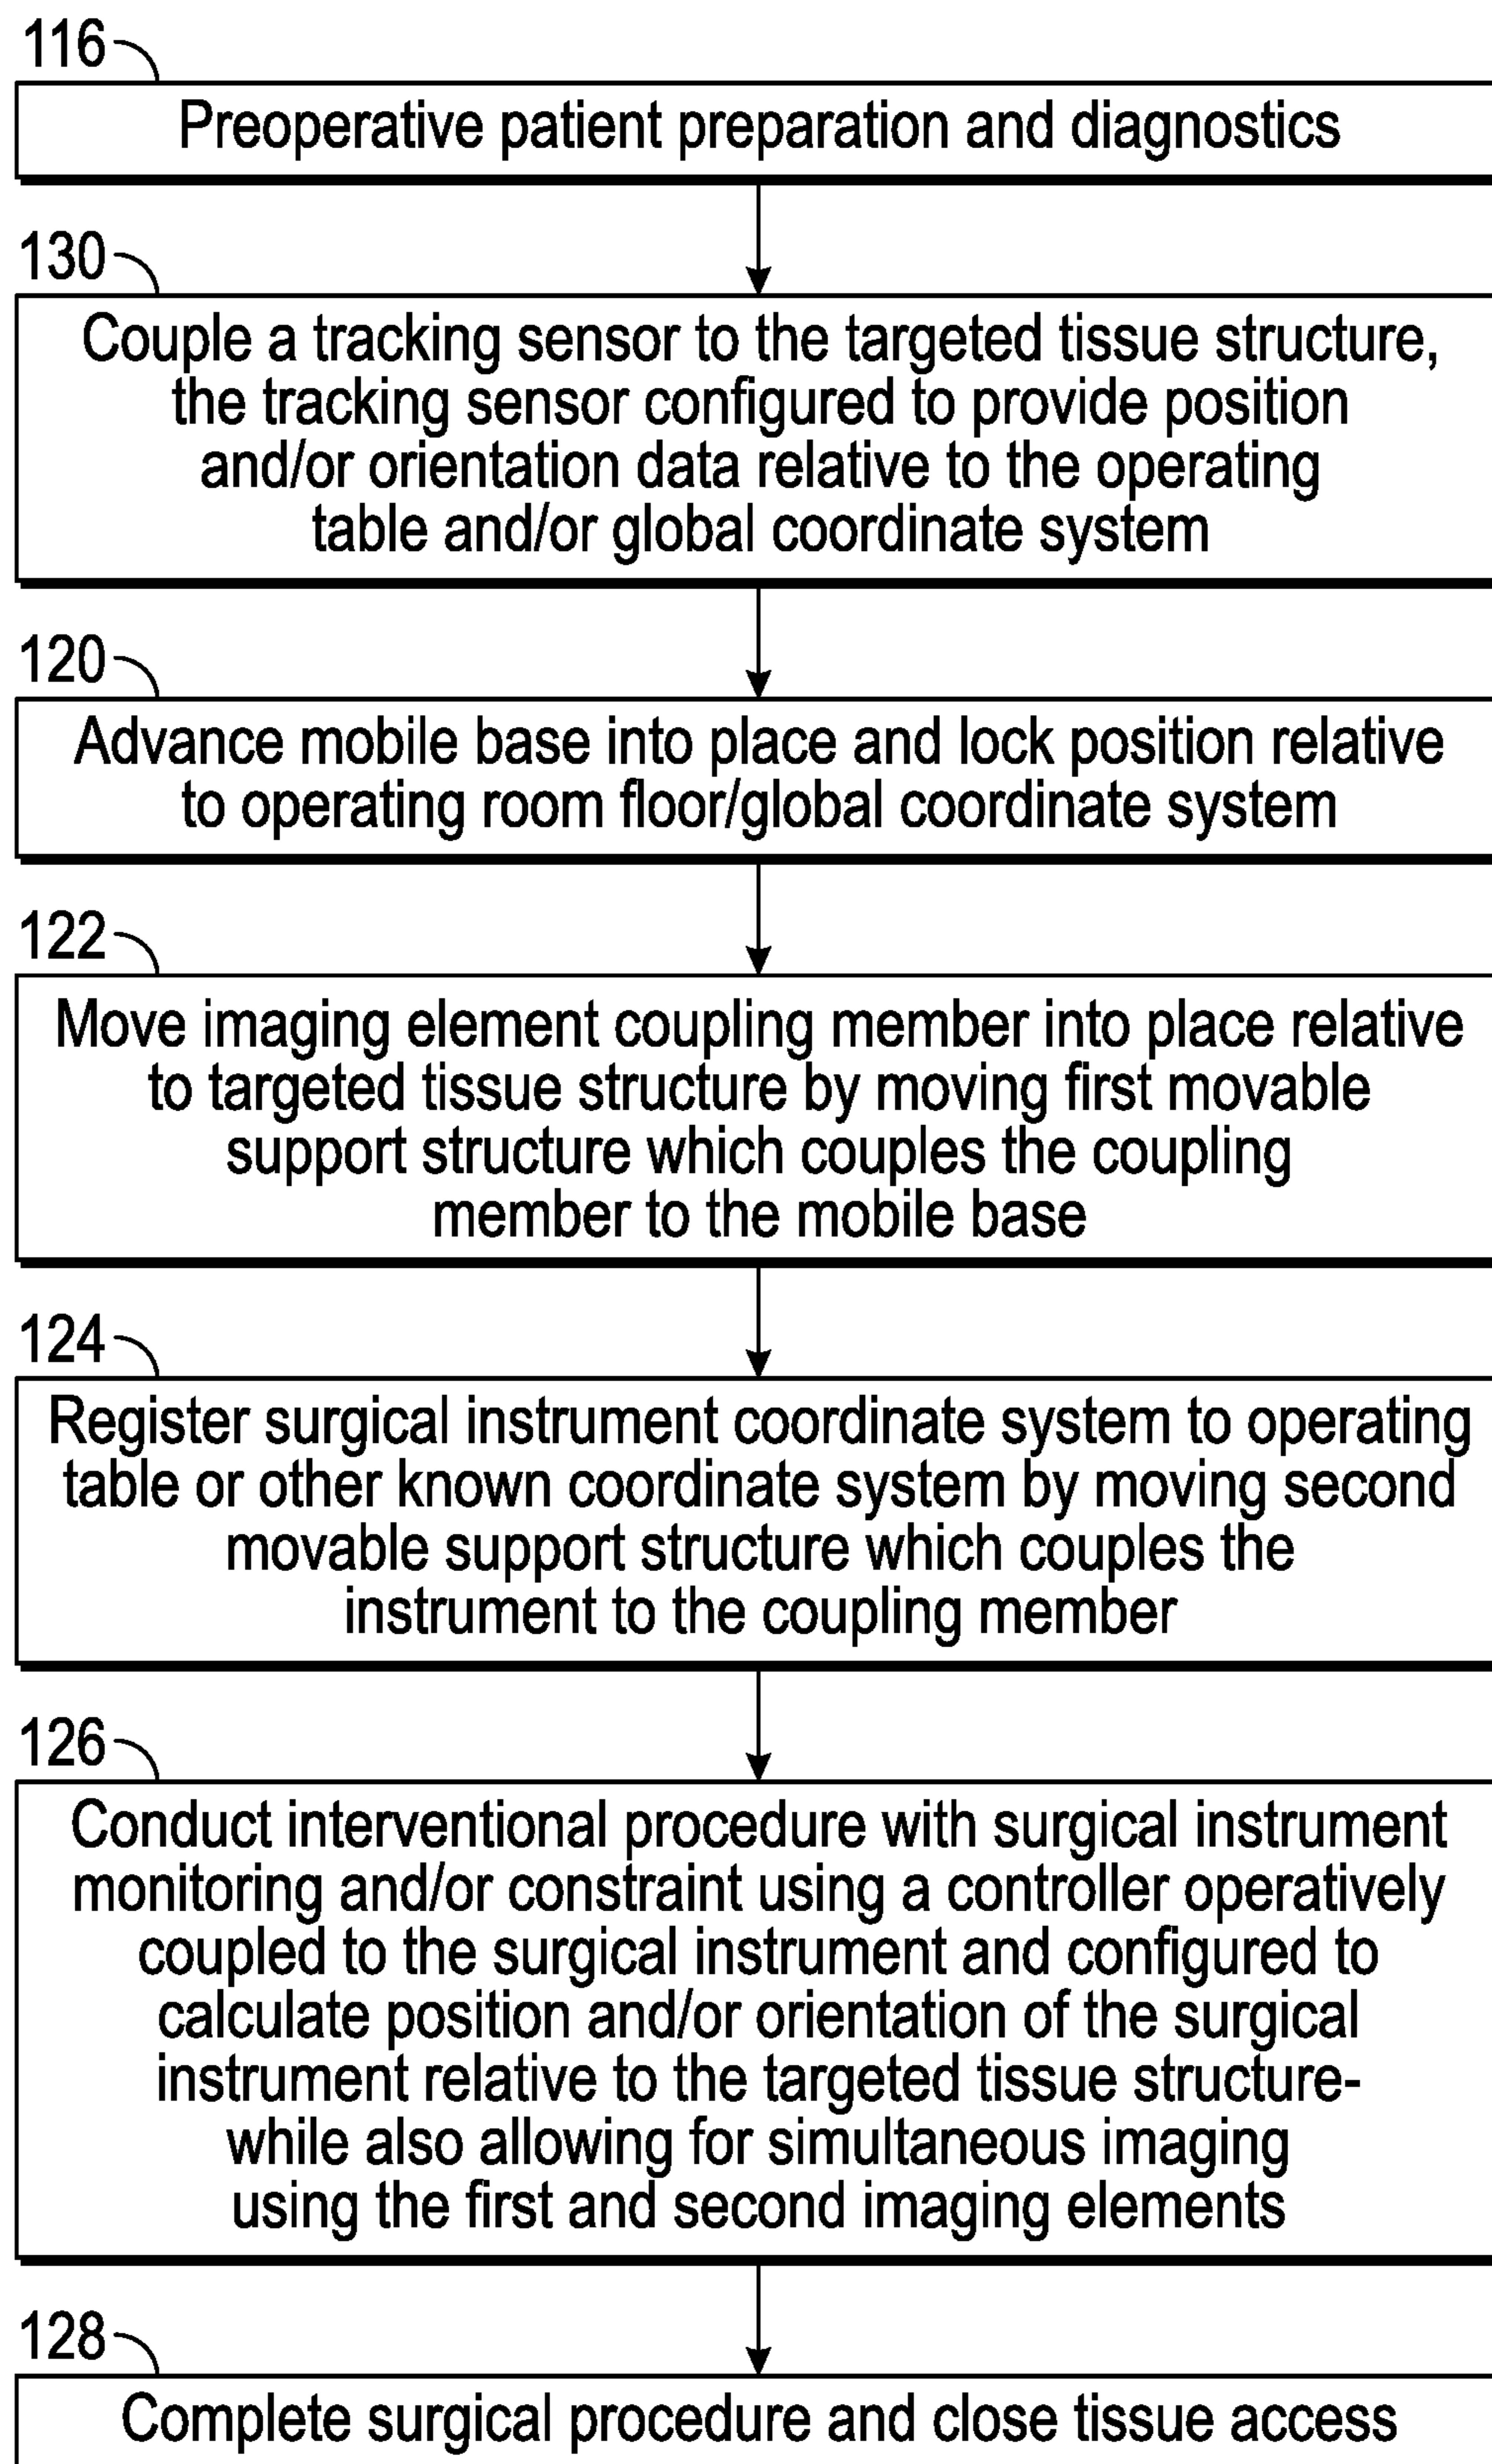 116
Preoperative patient preparation and diagnostics
130
Couple a tracking sensor to the targeted tissue structure,
the tracking sensor configured to provide position
and/or orientation data relative to the operating
table and/or global coordinate system
120
Advance mobile base into place and lock position relative
to operating room floor/global coordinate system
122
Move imaging element coupling member into place relative
to targeted tissue structure by moving first movable
support structure which couples the coupling
member to the mobile base
124
Register surgical instrument coordinate system to operating
table or other known coordinate system by moving second
movable support structure which couples the
instrument to the coupling member
126
Conduct interventional procedure with surgical instrument
monitoring and/or constraint using a controller operatively
coupled to the surgical instrument and configured to
calculate position and/or orientation of the surgical
instrument relative to the targeted tissue structure-
while also allowing for simultaneous imaging
using the first and second imaging elements
128
Complete surgical procedure and close tissue access